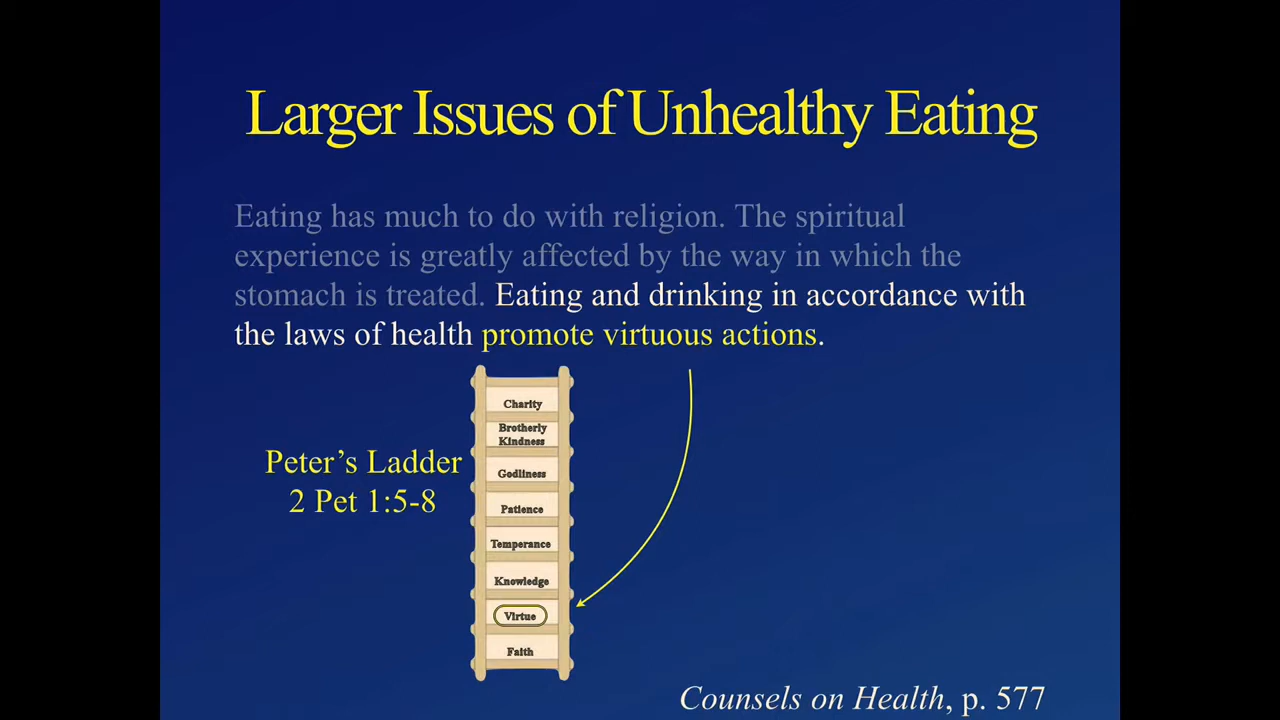 Larger Issues of Unhealthy Eating
Eating has much to do with religion. The spiritual
experience is greatly affected by the way in which the
stomach is treated. Eating and drinking in accordance with
the laws of health promote virtuous actions.
Peter’s Ladder
2 Pet 1:5-8
Charity
Brotherly
Kindness
Godliness
Patience
Temperance
Knowledge
Virtue
Faith
Counsels on Health, p. 577